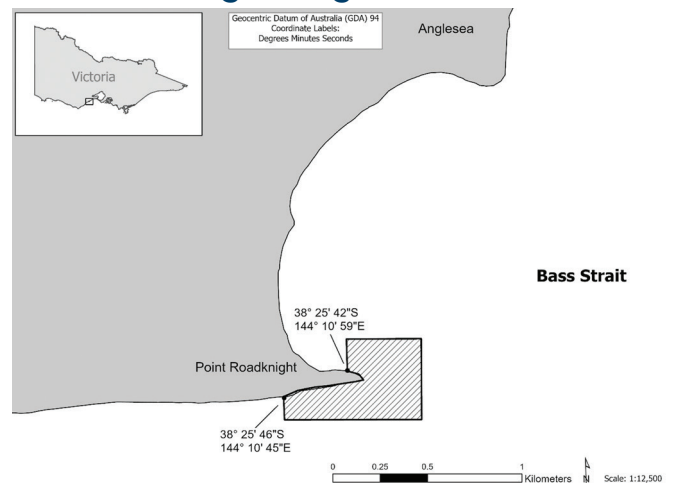 Geocentric Datum of Australia (GDA) 94
Coordinate Labels:
Degrees Minutes Seconds
Anglesea
Victoria
Bass Strait
38° 25' 42"S
144° 10' 59"E
Point Roadknight
38° 25' 46"S
144° 10' 45"E
0 0.25 0.5 1
Kilometers N Scale: 1:12,500